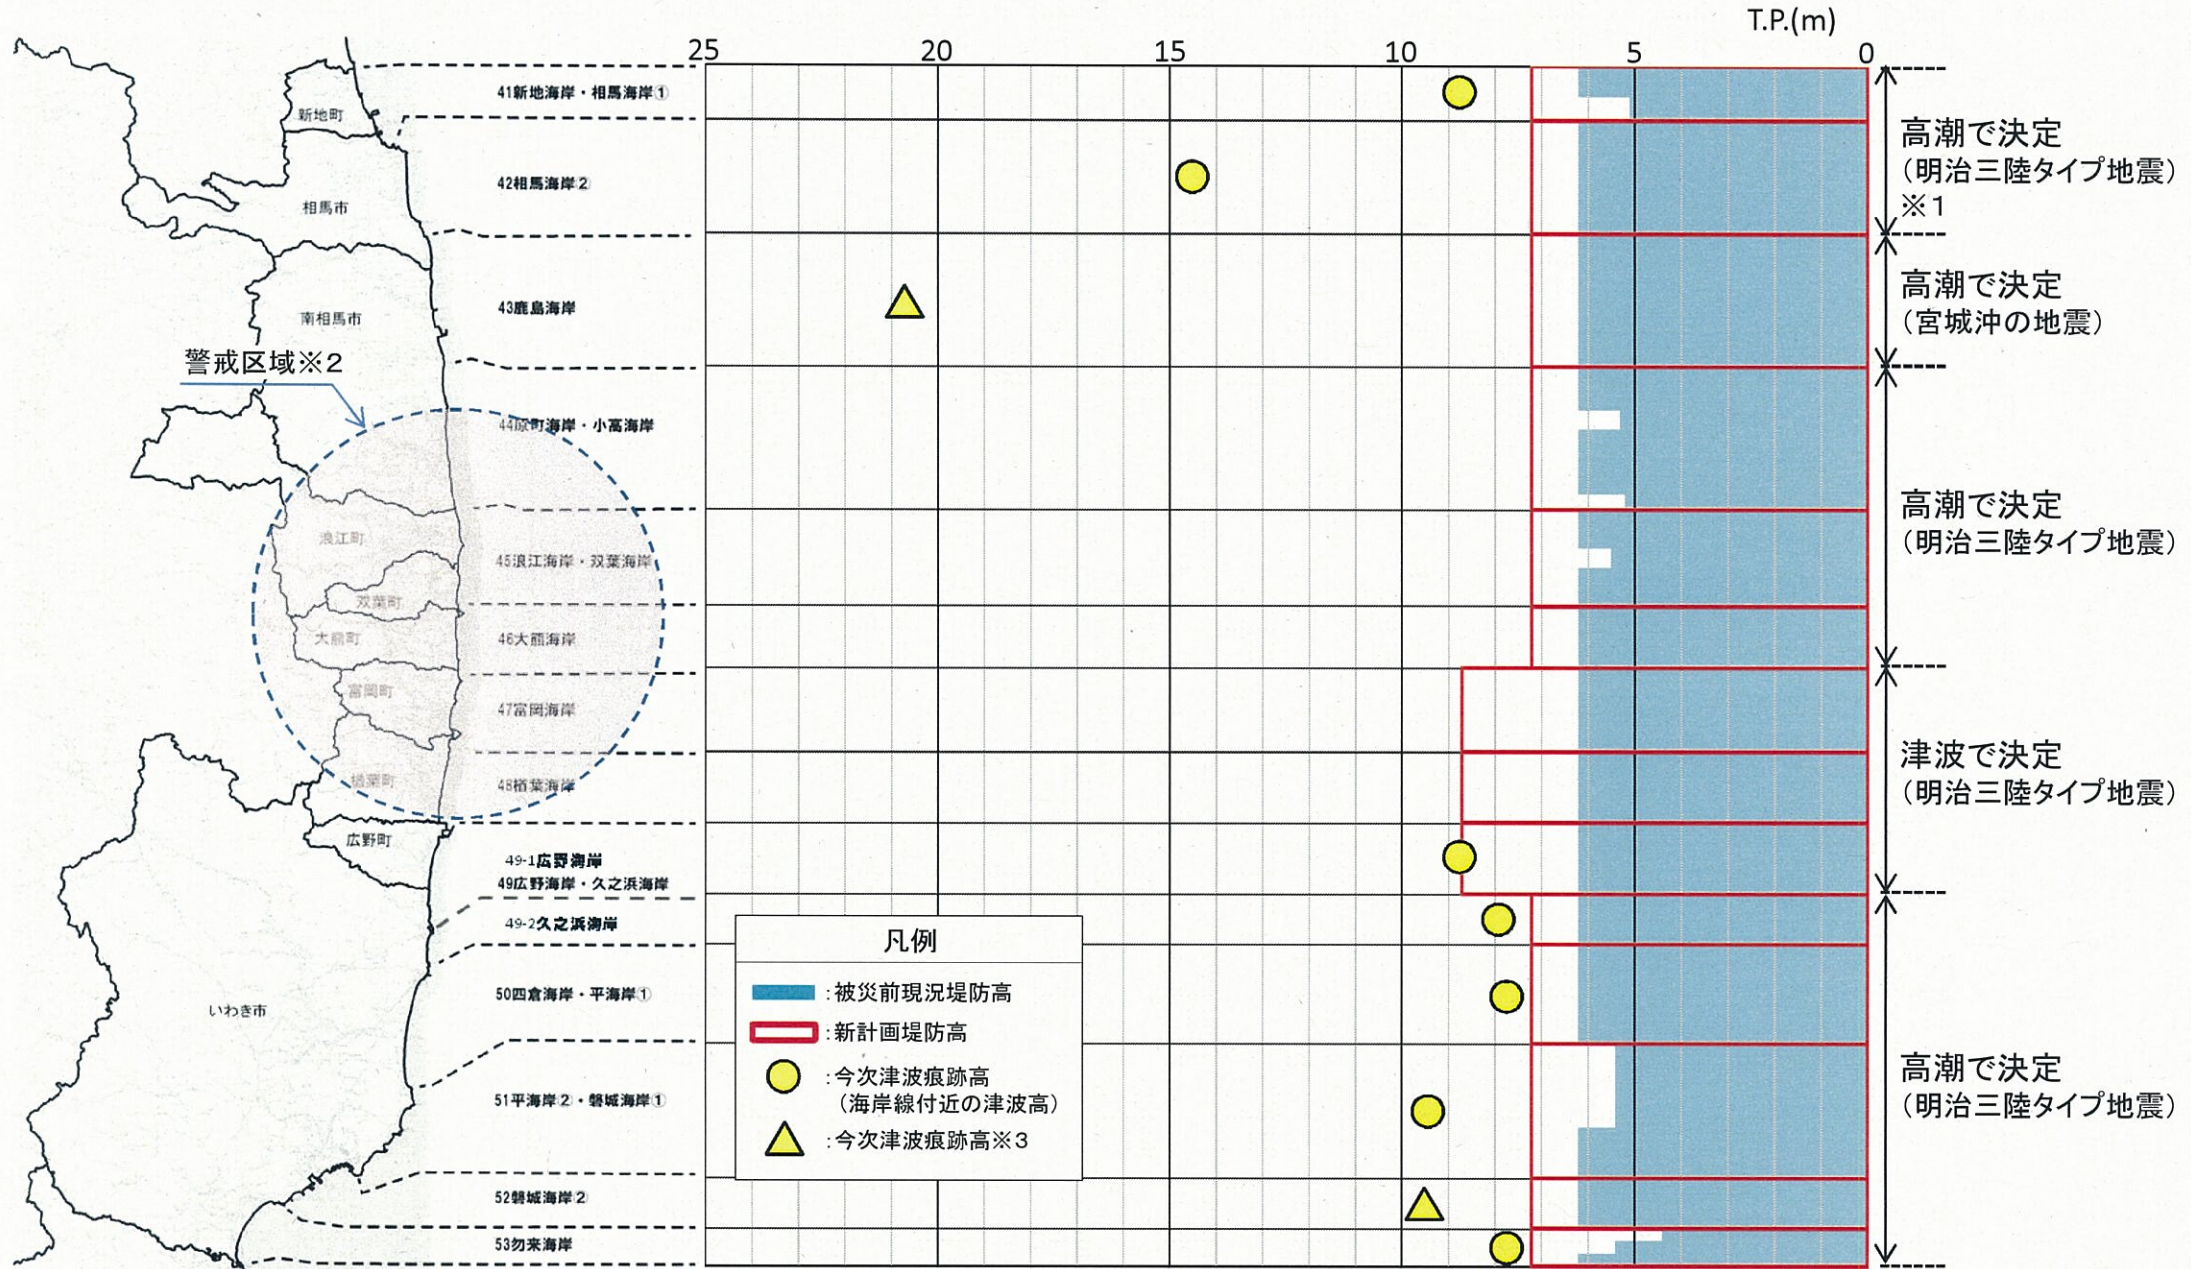 T.P.(m)
25
20
15
10
5
0
41新地海岸・相馬海岸①
新地町
42相馬海岸②
相馬市
43鹿島海岸
南相馬市
警戒区域※2
44原町海岸・小高海岸
浪江町
45浪江海岸・双葉海岸
双葉町
大熊町
46大熊海岸
富岡町
47富岡海岸
楢葉町
48楢葉海岸
広野町
49-1広野海岸
49広野海岸・久之浜海岸
49-2久之浜海岸
いわき市
50四倉海岸・平海岸①
51平海岸②・磐城海岸①
52磐城海岸②
53勿来海岸
高潮で決定
（明治三陸タイプ地震）
※1
高潮で決定
（宮城沖の地震）
高潮で決定
（明治三陸タイプ地震）
津波で決定
（明治三陸タイプ地震）
高潮で決定
（明治三陸タイプ地震）
凡例
：被災前現況堤防高
：新計画堤防高
：今次津波痕跡高
（海岸線付近の津波高）
：今次津波痕跡高※3